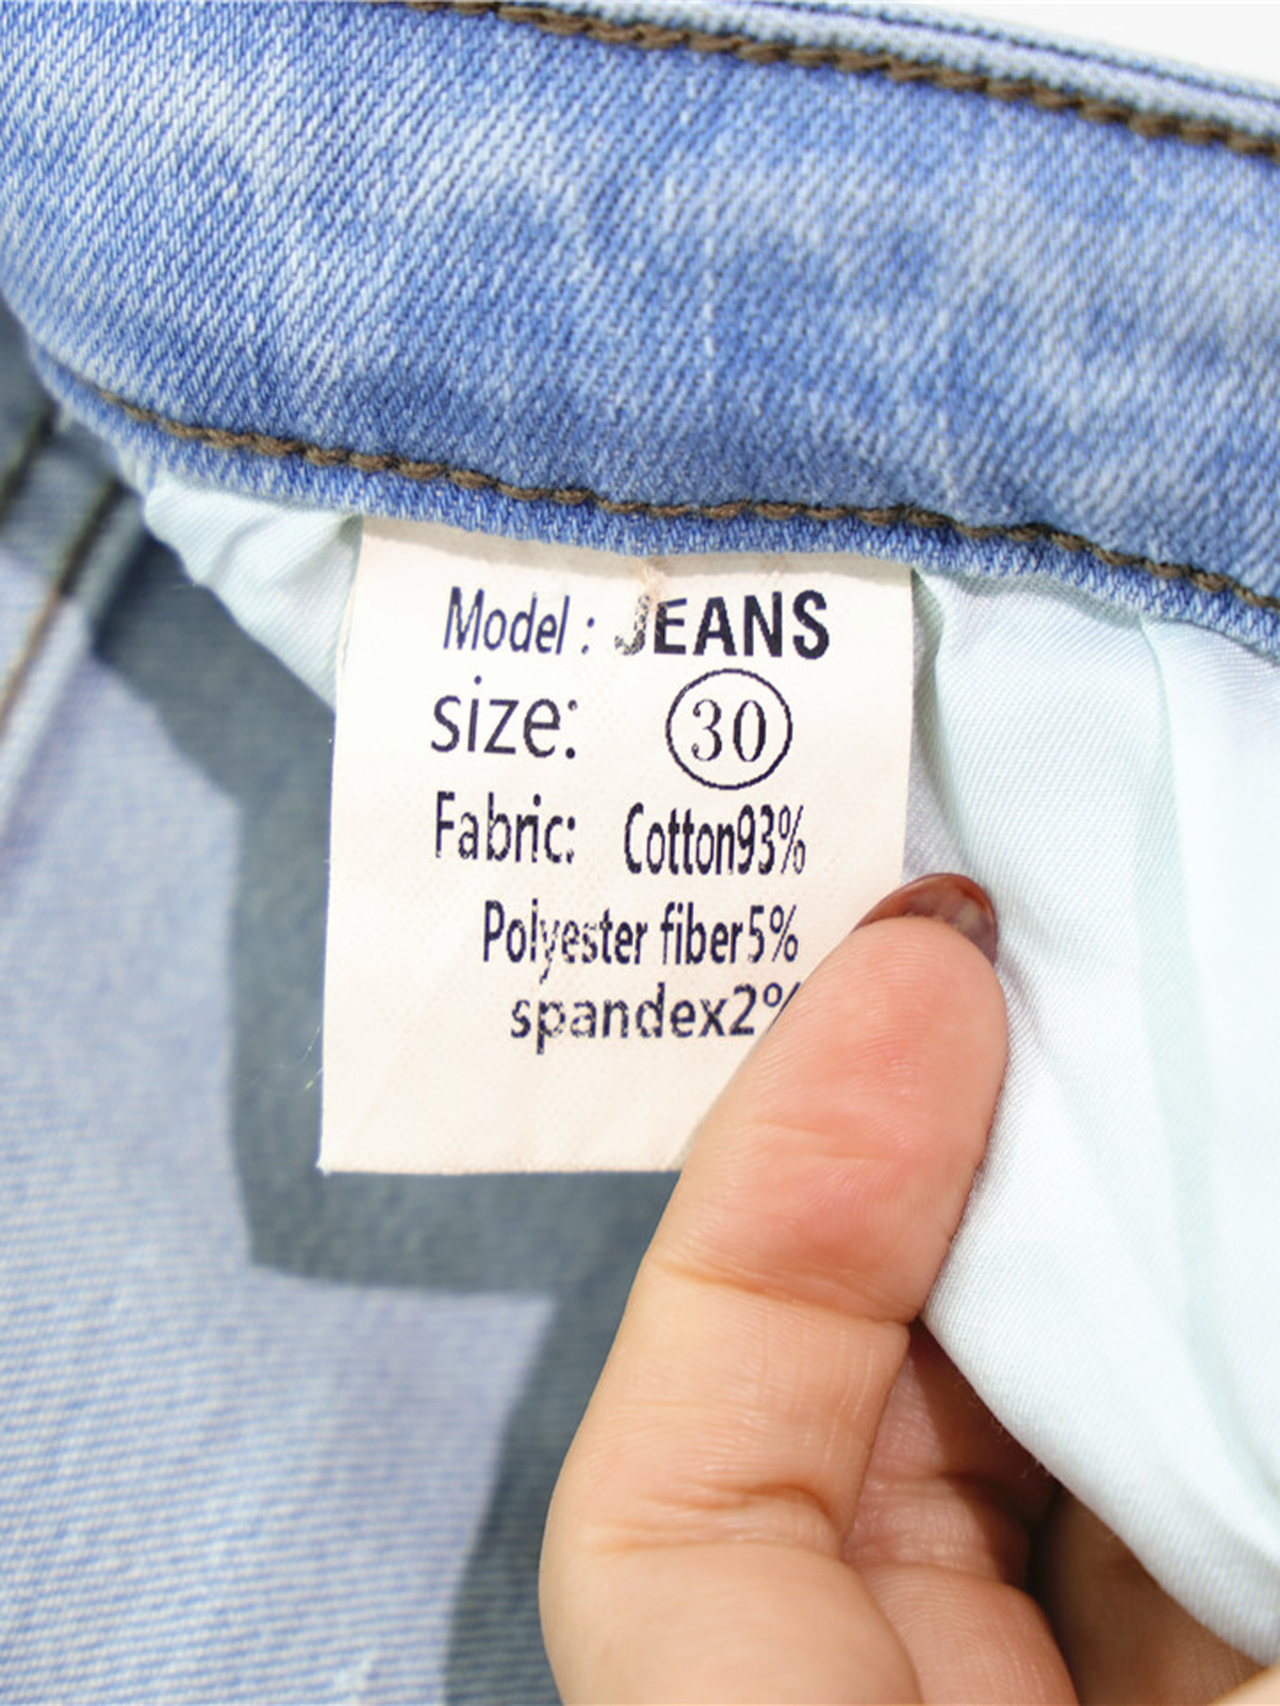 Model : JEANS
size: 30
Fabric: Cotton93%
Polyester fiber5%
spandex2%